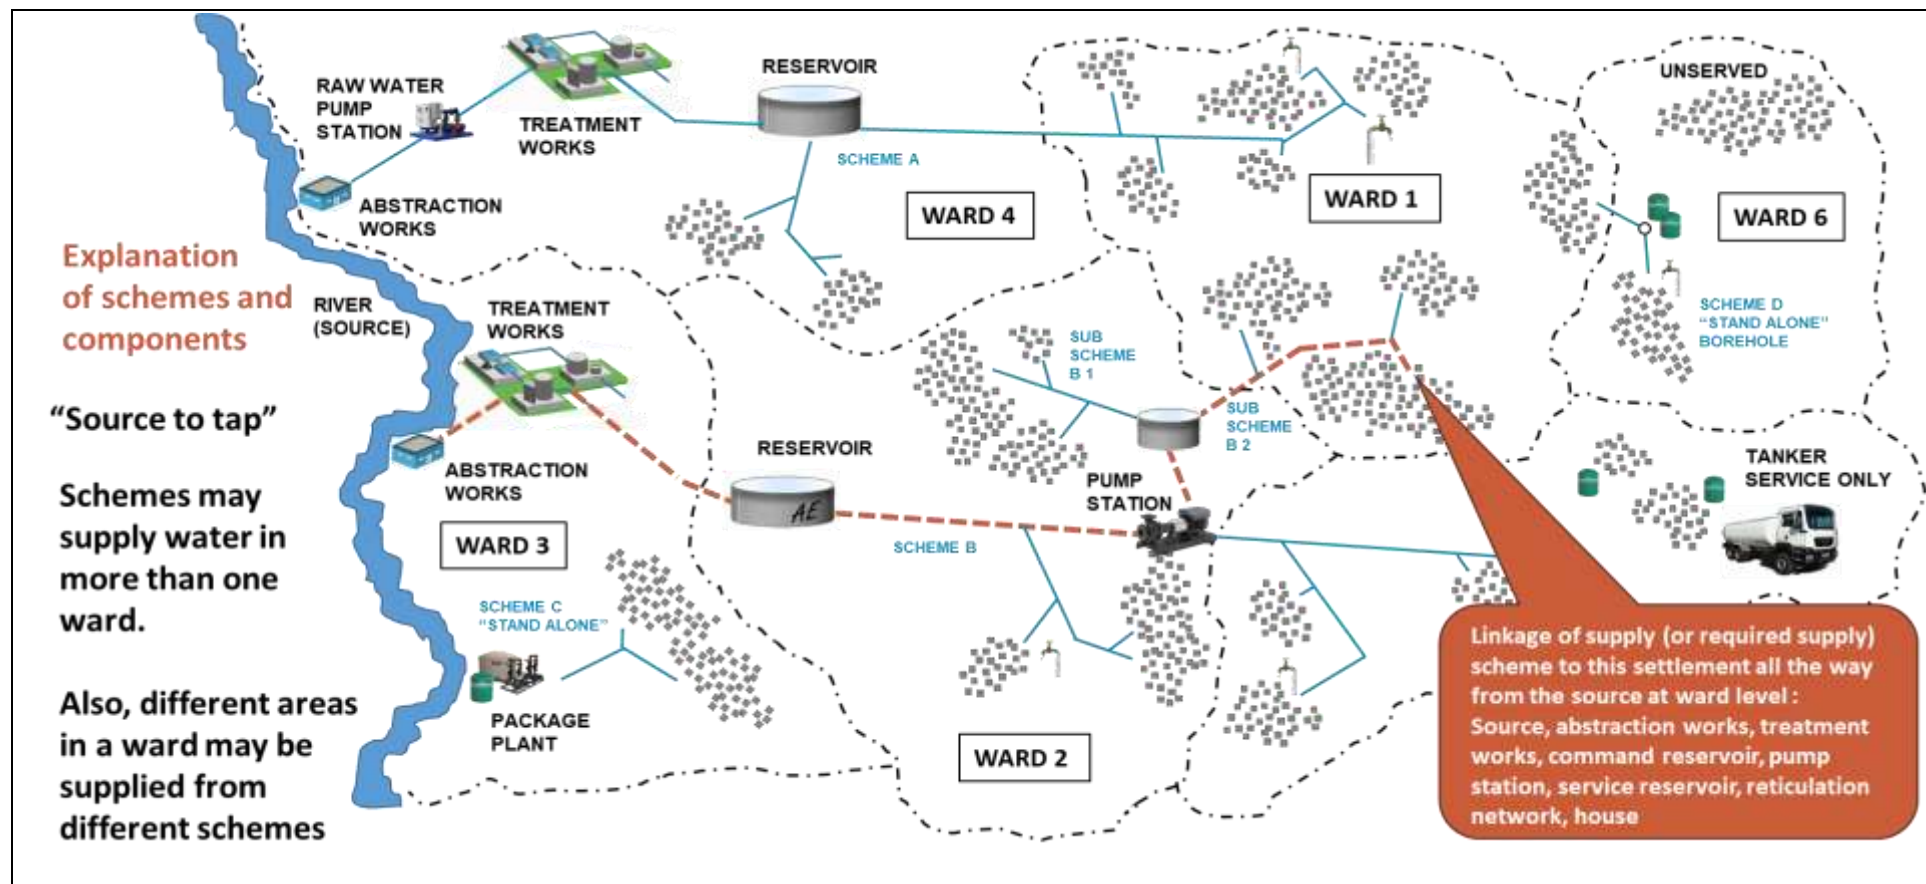 RAW WATER
PUMP
STATION
TREATMENT
WORKS
RESERVOIR
SCHEME A
ABSTRACTION
WORKS
WARD 4
WARD 1
UNSERVED
WARD 6
SCHEME D
"STAND ALONE"
BOREHOLE
Explanation
of schemes and
components
RIVER
(SOURCE)
TREATMENT
WORKS
SUB
SCHEME
B 1
SUB
SCHEME
B 2
"Source to tap"
ABSTRACTION
WORKS
RESERVOIR
AE
PUMP
STATION
TANKER
SERVICE ONLY
Schemes may
supply water in
more than one
ward.
WARD 3
SCHEME B
SCHEME C
"STAND ALONE"
PACKAGE
PLANT
WARD 2
Also, different areas
in a ward may be
supplied from
different schemes
Linkage of supply (or required supply)
scheme to this settlement all the way
from the source at ward level :
Source, abstraction works, treatment
works, command reservoir, pump
station, service reservoir, reticulation
network, house